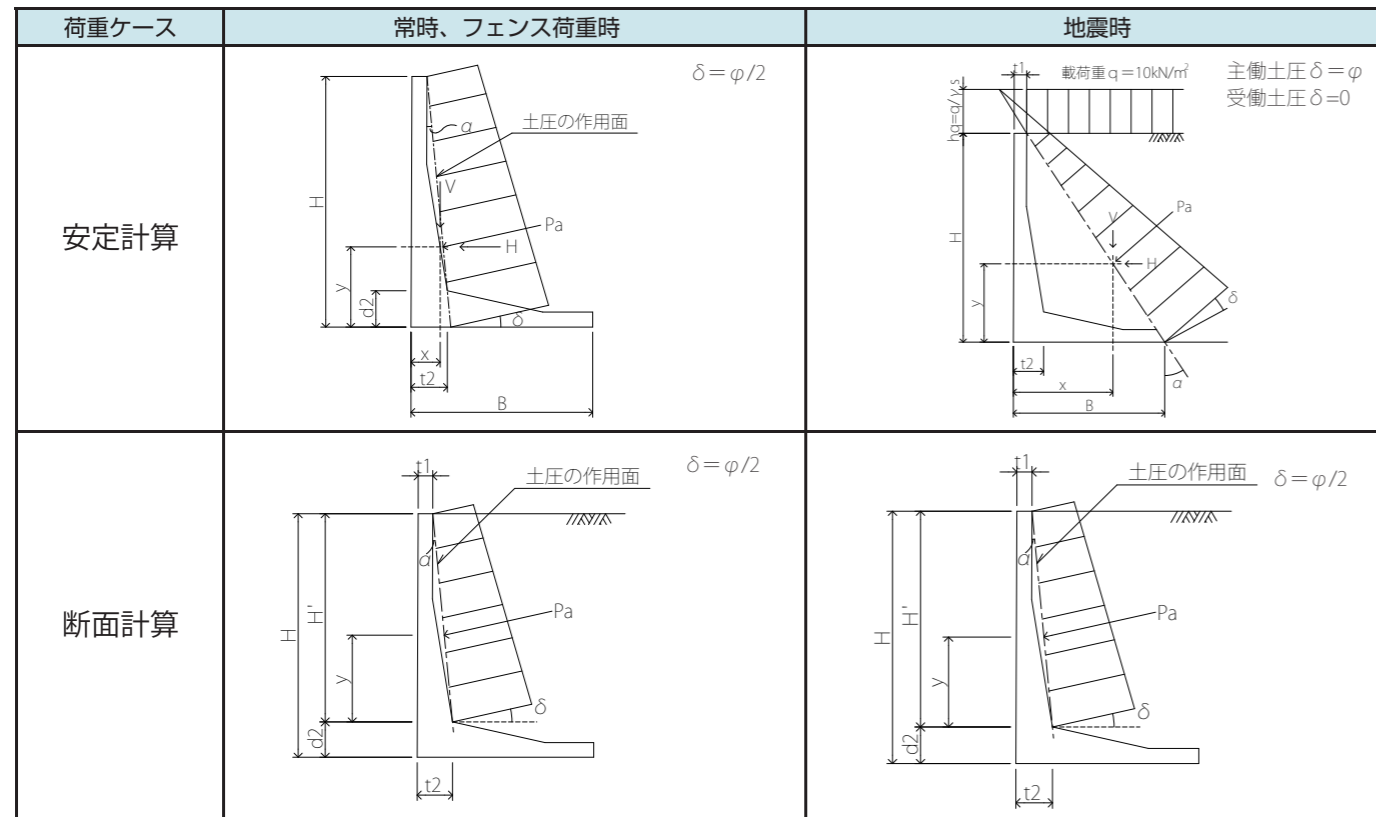 荷重ケース
常時、フェンス荷重時
地震時
安定計算
δ=φ/2
α
土圧の作用面
V
Pa
H
H
y
d2
δ
x
t2
B
t1
載荷重 q=10kN/㎡
主働土圧δ=φ
受働土圧δ=0
hq=q/γs
H
y
V
Pa
H
δ
t2
x
B
α
断面計算
t1
土圧の作用面
δ=φ/2
α
H
H'
Pa
y
δ
d2
t2
t1
土圧の作用面
δ=φ/2
α
H
H'
Pa
y
δ
d2
t2